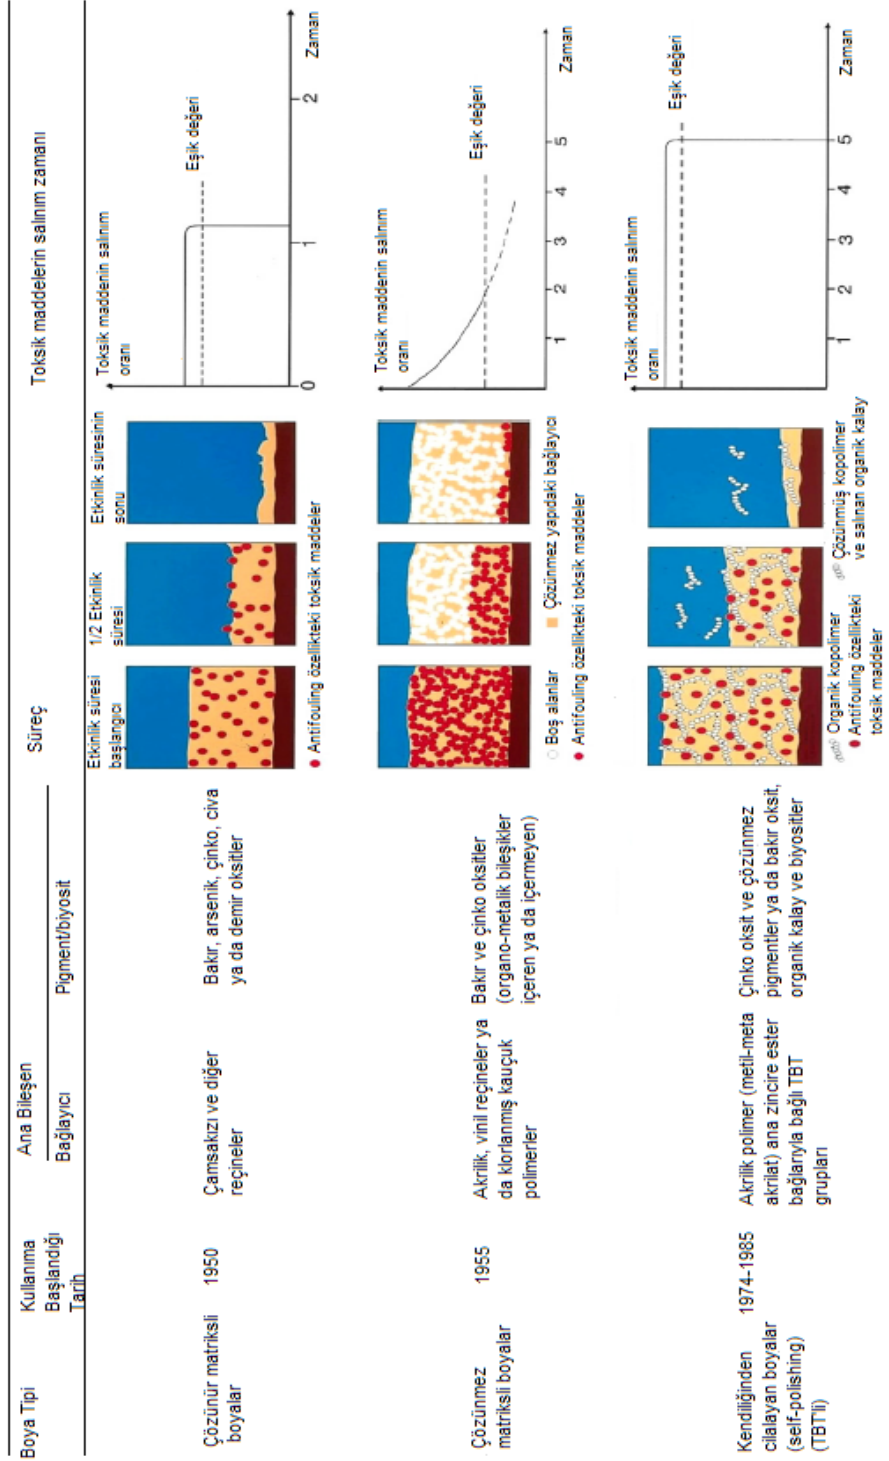 Boya Tipi
Kullanıma
Başlandığı
Tarih
Ana Bileşen
Bağlayıcı
Pigment/biyosit
Süreç
Toksik maddelerin salınım zamanı
Çözünür matriksli
boyalar
1950
Çamsakızı ve diğer
reçineler
Bakır, arsenik, çinko, civa
ya da demir oksitler
Etkinlik süresi
başlangıcı
1/2 Etkinlik
süresi
Etkinlik süresinin
sonu
Antifouling özellikteki toksik maddeler
Toksik maddenin salınım
oranı
Eşik değeri
0
1
2
Zaman
Çözünmez
matriksli boyalar
1955
Akrilik, vinil reçineler ya
da klorlanmış kauçuk
polimerler
Bakır ve çinko oksitler
(organo-metalik bileşikler
içeren ya da içermeyen)
Boş alanlar
Çözünmez yapıdaki bağlayıcı
Antifouling özellikteki toksik maddeler
Toksik maddenin salınım
oranı
Eşik değeri
1
2
3
4
5
Zaman
Kendiliğinden
cilalayan boyalar
(self-polishing)
(TBT'li)
1974-1985
Akrilik polimer (metil-meta
akrilat) ana zincire ester
bağlarıyla bağlı TBT
grupları
Çinko oksit ve çözünmez
pigmentler ya da bakır oksit,
organik kalay ve biyositler
Organik kopolimer
Antifouling özellikteki
toksik maddeler
Çözünmüş kopolimer
ve salınan organik kalay
Toksik maddenin salınım
oranı
Eşik değeri
1
2
3
4
5
Zaman